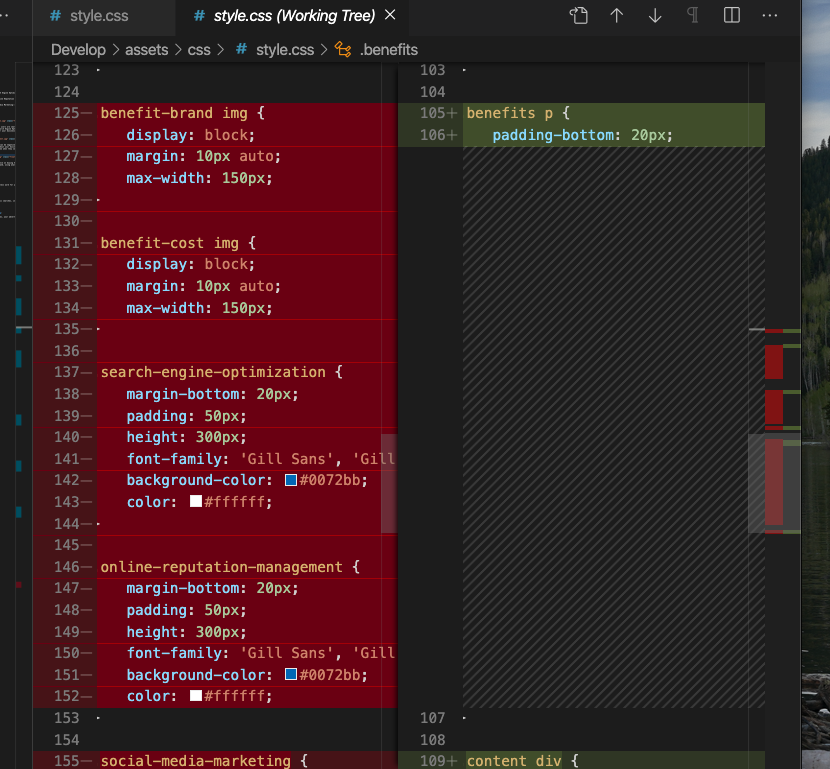 # style.css
# style.css (Working Tree) ×
Develop > assets > css > # style.css > .benefits
123
124
125— benefit-brand img {
126— display: block;
127— margin: 10px auto;
128— max-width: 150px;
129—
130—
131— benefit-cost img {
132— display: block;
133— margin: 10px auto;
134— max-width: 150px;
135—
136—
137— search-engine-optimization {
138— margin-bottom: 20px;
139— padding: 50px;
140— height: 300px;
141— font-family: 'Gill Sans', 'Gill
142— background-color: #0072bb;
143— color: #ffffff;
144—
145—
146— online-reputation-management {
147— margin-bottom: 20px;
148— padding: 50px;
149— height: 300px;
150— font-family: 'Gill Sans', 'Gill
151— background-color: #0072bb;
152— color: #ffffff;
153
154
155— social-media-marketing {
103
104
105+ benefits p {
106+ padding-bottom: 20px;
107
108
109+ content div {